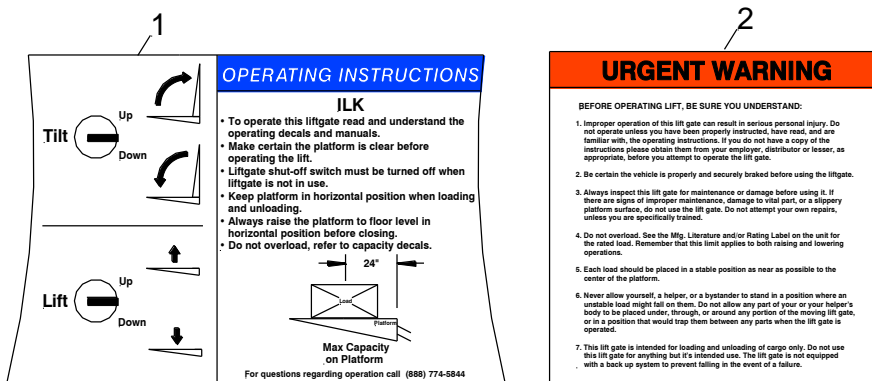 1
2
Tilt
Up
Down
Lift
Up
Down
OPERATING INSTRUCTIONS
ILK
• To operate this liftgate read and understand the
operating decals and manuals.
• Make certain the platform is clear before
operating the lift.
• Liftgate shut-off switch must be turned off when
liftgate is not in use.
• Keep platform in horizontal position when loading
and unloading.
• Always raise the platform to floor level in
horizontal position before closing.
• Do not overload, refer to capacity decals.
24"
Load
Platform
Max Capacity
on Platform
For questions regarding operation call (888) 774-5844
URGENT WARNING
BEFORE OPERATING LIFT, BE SURE YOU UNDERSTAND:
1. Improper operation of this lift gate can result in serious personal injury. Do
not operate unless you have been properly instructed, have read, and are
familiar with, the operating instructions. If you do not have a copy of the
instructions please obtain them from your employer, distributor or lesser, as
appropriate, before you attempt to operate the lift gate.
2. Be certain the vehicle is properly and securely braked before using the liftgate.
3. Always inspect this lift gate for maintenance or damage before using it. If
there are signs of improper maintenance, damage to vital part, or a slippery
platform surface, do not use the lift gate. Do not attempt your own repairs,
unless you are specifically trained.
4. Do not overload. See the Mfg. Literature and/or Rating Label on the unit for
the rated load. Remember that this limit applies to both raising and lowering
operations.
5. Each load should be placed in a stable position as near as possible to the
center of the platform.
6. Never allow yourself, a helper, or a bystander to stand in a position where an
unstable load might fall on them. Do not allow any part of your or your helper's
body to be placed under, through, or around any portion of the moving lift gate,
or in a position that would trap them between any parts when the lift gate is
operated.
7. This lift gate is intended for loading and unloading of cargo only. Do not use
this lift gate for anything but it's intended use. The lift gate is not equipped
with a back up system to prevent falling in the event of a failure.